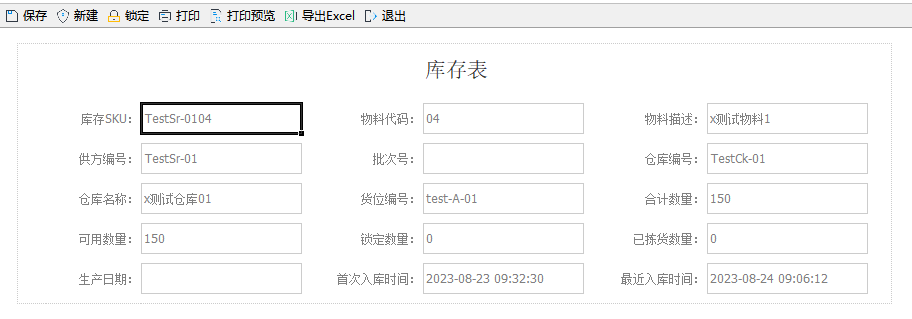 保存 新建 锁定 打印 打印预览 导出Excel 退出
库存表
库存SKU: TestSr-0104 物料代码: 04 物料描述: x测试物料1
供方编号: TestSr-01 批次号: 仓库编号: TestCk-01
仓库名称: x测试仓库01 货位编号: test-A-01 合计数量: 150
可用数量: 150 锁定数量: 0 已拣货数量: 0
生产日期: 首次入库时间: 2023-08-23 09:32:30 最近入库时间: 2023-08-24 09:06:12